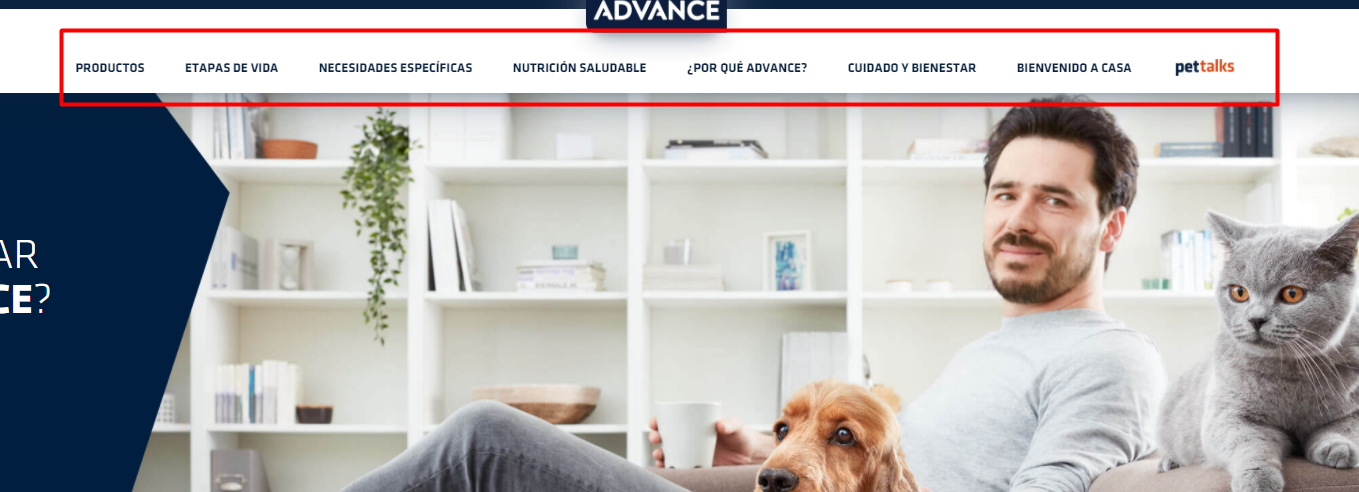 ADVANCE
PRODUCTOS ETAPAS DE VIDA NECESIDADES ESPECÍFICAS NUTRICIÓN SALUDABLE ¿POR QUÉ ADVANCE? CUIDADO Y BIENESTAR BIENVENIDO A CASA pettalks
AR
CE?